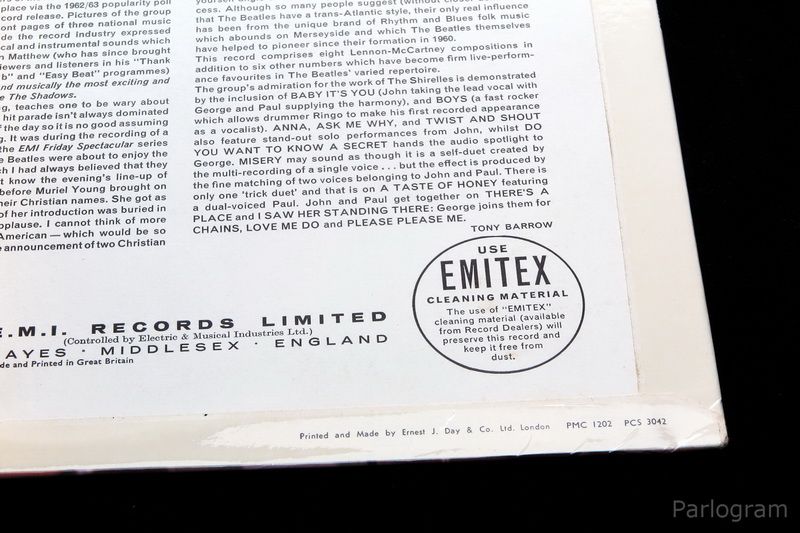 place via the 1962/63 popularity poll
cord release. Pictures of the group
ont pages of three national music
de the record Industry expressed
cal and instrumental sounds which
n Matthew (who has since brought
iewers and listeners in his "Thank
b" and "Easy Beat" programmes)
nd musically the most exciting and
e The Shadows.
g, teaches one to be wary about
hit parade isn't always dominated
f the day so it is no good assuming
g. It was during the recording of a
the EMI Friday Spectacular series
e Beatles were about to enjoy the
ch I had always believed that they
t know the evening's line-up of
before Muriel Young brought on
heir Christian names. She got as
of her introduction was buried in
pplause. I cannot think of more
American — which would be so
e announcement of two Christian
cess. Although so many people suggest (without closer
that The Beatles have a trans-Atlantic style, their only real influence
has been from the unique brand of Rhythm and Blues folk music
which abounds on Merseyside and which The Beatles themselves
have helped to pioneer since their formation in 1960.
This record comprises eight Lennon-McCartney compositions in
addition to six other numbers which have become firm live-perform-
ance favourites in The Beatles' varied repertoire.
The group's admiration for the work of The Shirelles is demonstrated
by the inclusion of BABY IT'S YOU (John taking the lead vocal with
George and Paul supplying the harmony), and BOYS (a fast rocker
which allows drummer Ringo to make his first recorded appearance
as a vocalist). ANNA, ASK ME WHY, and TWIST AND SHOUT
also feature stand-out solo performances from John, whilst DO
YOU WANT TO KNOW A SECRET hands the audio spotlight to
George. MISERY may sound as though it is a self-duet created by
the multi-recording of a single voice . . . but the effect is produced by
the fine matching of two voices belonging to John and Paul. There is
only one 'trick duet' and that is on A TASTE OF HONEY featuring
a dual-voiced Paul. John and Paul get together on THERE'S A
PLACE and I SAW HER STANDING THERE: George joins them for
CHAINS, LOVE ME DO and PLEASE PLEASE ME.
TONY BARROW
USE
EMITEX
CLEANING MATERIAL
The use of "EMITEX"
cleaning material (available
from Record Dealers) will
preserve this record and
keep it free from
dust.
E.M.I. RECORDS LIMITED
(Controlled by Electric & Musical Industries Ltd.)
AYES · MIDDLESEX · ENGLAND
de and Printed in Great Britain
Printed and Made by Ernest J. Day & Co. Ltd. London PMC 1202 PCS 3042
Parlogram